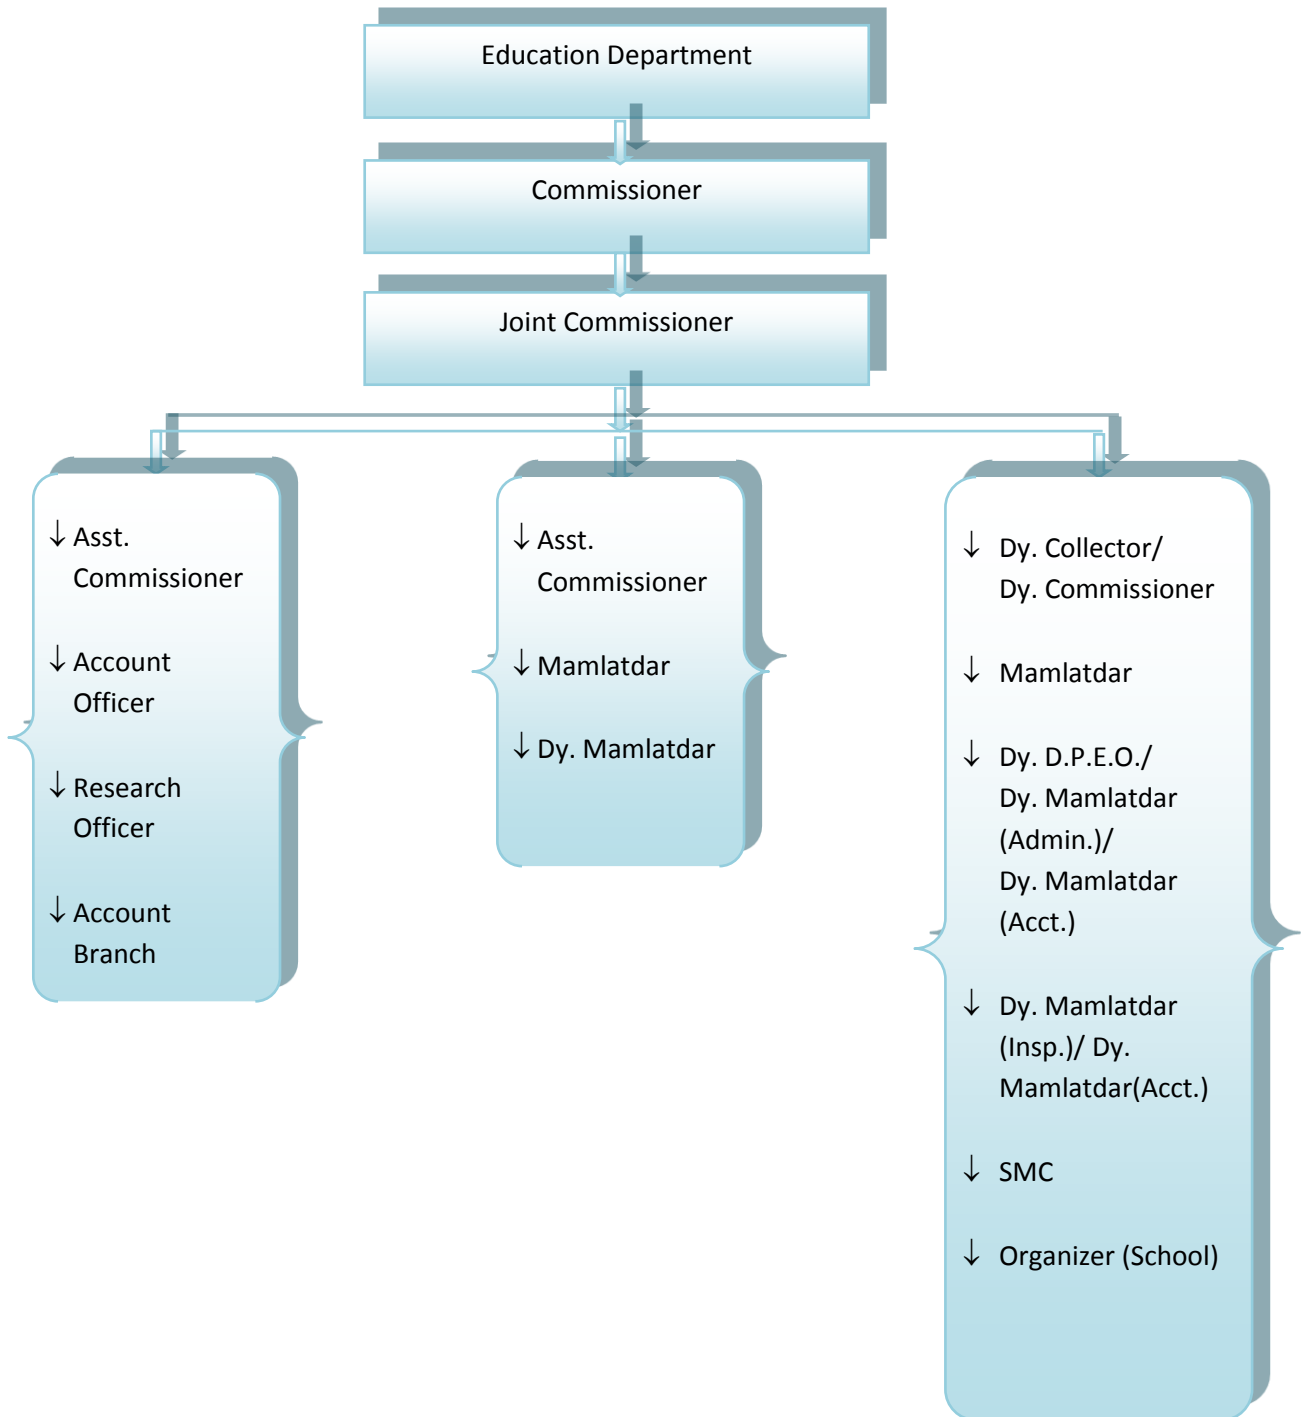 Education Department
Commissioner
Joint Commissioner
↓ Asst.
Commissioner
↓ Account
Officer
↓ Research
Officer
↓ Account
Branch
↓ Asst.
Commissioner
↓ Mamlatdar
↓ Dy. Mamlatdar
↓ Dy. Collector/
Dy. Commissioner
↓ Mamlatdar
↓ Dy. D.P.E.O./
Dy. Mamlatdar
(Admin.)/
Dy. Mamlatdar
(Acct.)
↓ Dy. Mamlatdar
(Insp.)/ Dy.
Mamlatdar(Acct.)
↓ SMC
↓ Organizer (School)